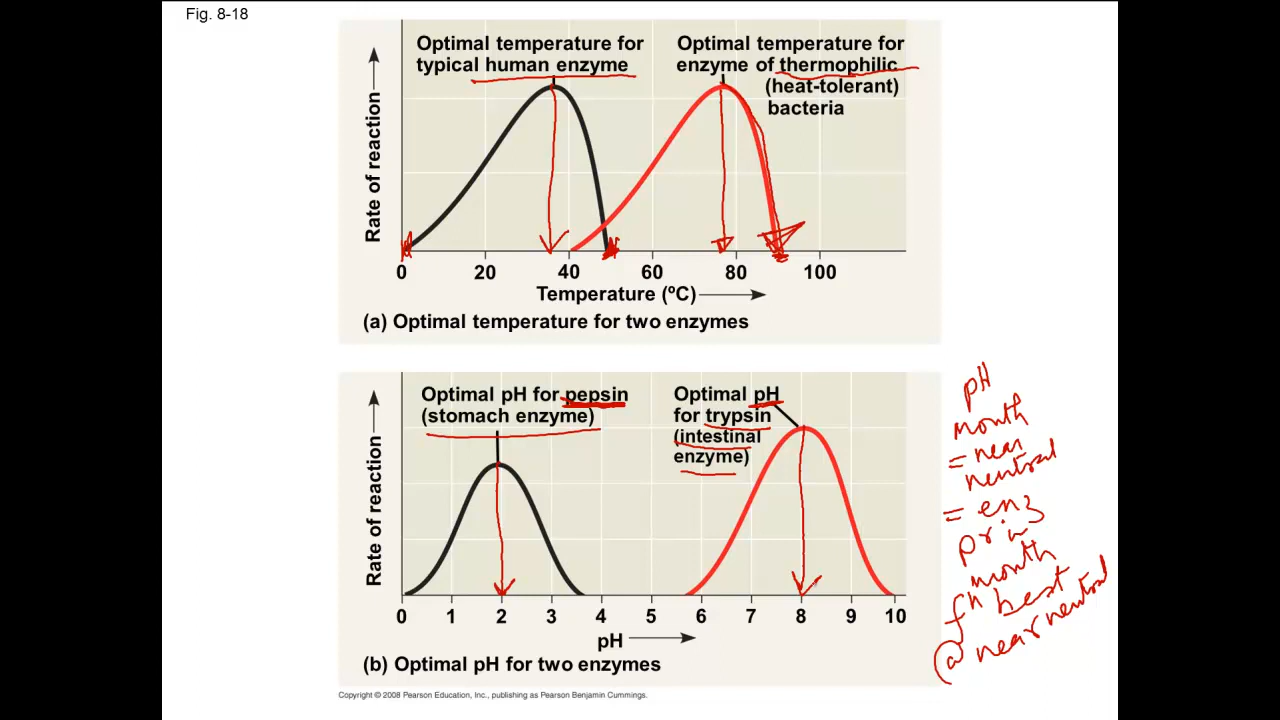 Fig. 8-18
Optimal temperature for
typical human enzyme
Optimal temperature for
enzyme of thermophilic
(heat-tolerant)
bacteria
Rate of reaction
0 20 40 60 80 100
Temperature (ºC)
(a) Optimal temperature for two enzymes
Optimal pH for pepsin
(stomach enzyme)
Optimal pH
for trypsin
(intestinal
enzyme)
Rate of reaction
0 1 2 3 4 5 6 7 8 9 10
pH
(b) Optimal pH for two enzymes
Copyright © 2008 Pearson Education, Inc., publishing as Pearson Benjamin Cummings.
pH
mouth
= near
neutral
= enz
pr in
mouth
fn best
@ near neutral